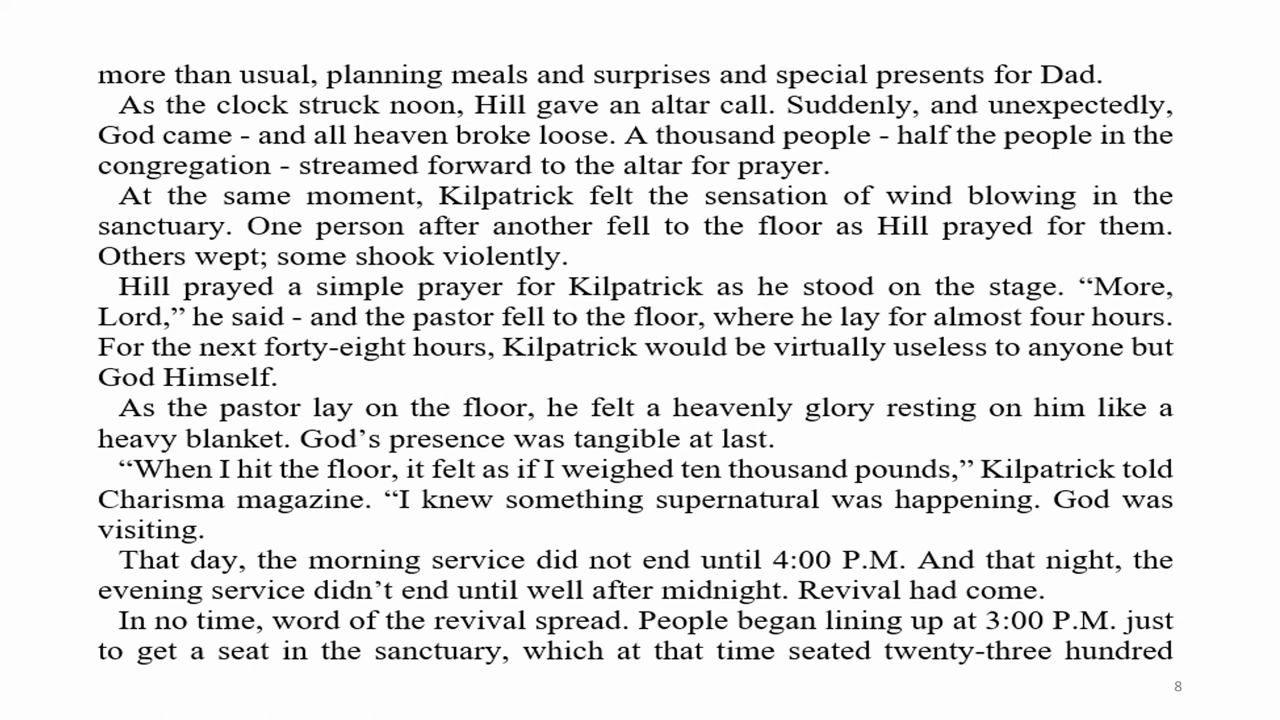 more than usual, planning meals and surprises and special presents for Dad.
As the clock struck noon, Hill gave an altar call. Suddenly, and unexpectedly,
God came - and all heaven broke loose. A thousand people - half the people in the
congregation - streamed forward to the altar for prayer.
At the same moment, Kilpatrick felt the sensation of wind blowing in the
sanctuary. One person after another fell to the floor as Hill prayed for them.
Others wept; some shook violently.
Hill prayed a simple prayer for Kilpatrick as he stood on the stage. “More,
Lord,” he said - and the pastor fell to the floor, where he lay for almost four hours.
For the next forty-eight hours, Kilpatrick would be virtually useless to anyone but
God Himself.
As the pastor lay on the floor, he felt a heavenly glory resting on him like a
heavy blanket. God’s presence was tangible at last.
“When I hit the floor, it felt as if I weighed ten thousand pounds,” Kilpatrick told
Charisma magazine. “I knew something supernatural was happening. God was
visiting.
That day, the morning service did not end until 4:00 P.M. And that night, the
evening service didn’t end until well after midnight. Revival had come.
In no time, word of the revival spread. People began lining up at 3:00 P.M. just
to get a seat in the sanctuary, which at that time seated twenty-three hundred
8